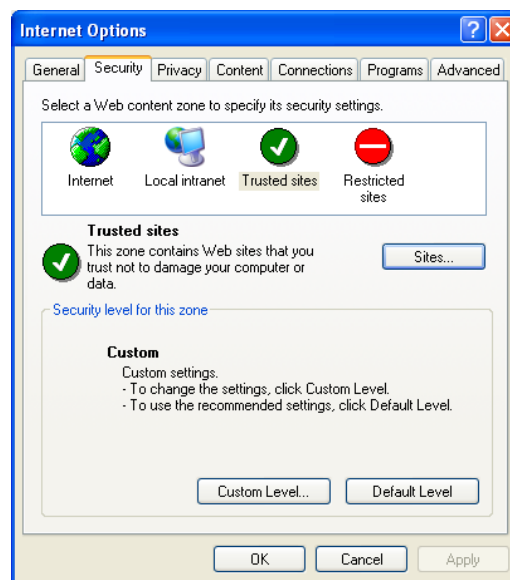 Internet Options
General Security Privacy Content Connections Programs Advanced
Select a Web content zone to specify its security settings.
Internet Local intranet Trusted sites Restricted
sites
Trusted sites
This zone contains Web sites that you
trust not to damage your computer or
data.
Sites...
Security level for this zone
Custom
Custom settings.
- To change the settings, click Custom Level.
- To use the recommended settings, click Default Level.
Custom Level... Default Level
OK Cancel Apply